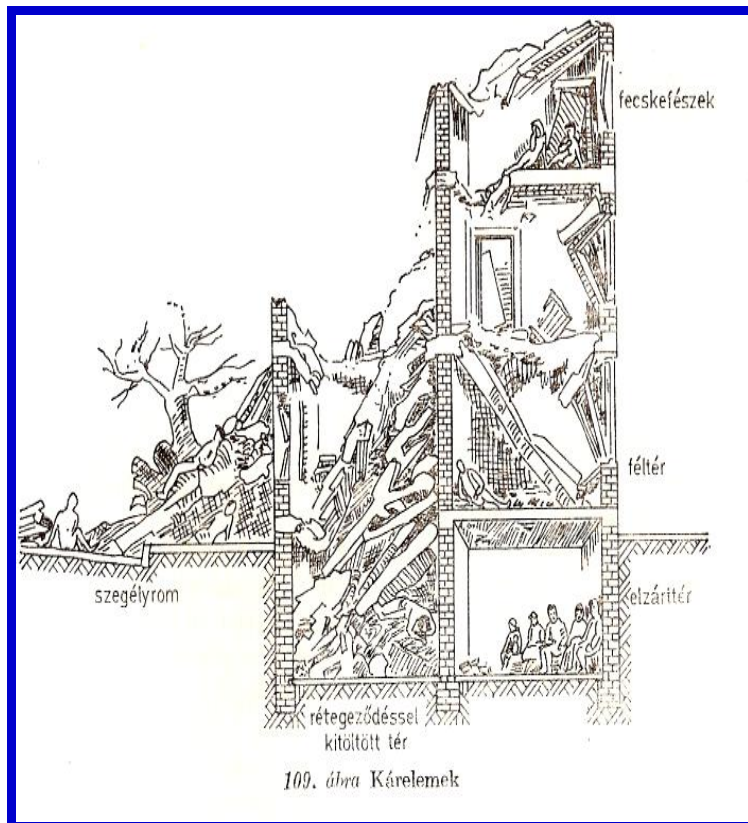 fecskefészek
féltér
szegélyrom
elzárttér
rétegeződéssel
kitöltött tér
109. ábra Kárelemek